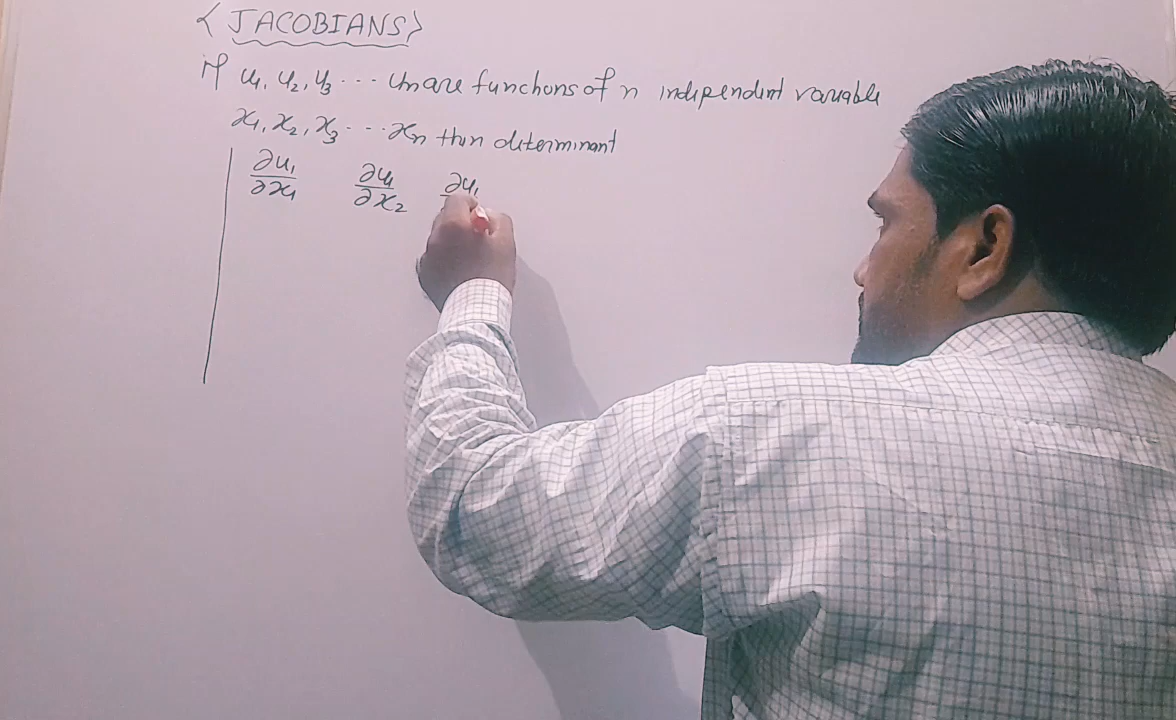 < JACOBIANS >
if u₁, u₂, u₃ ... un are functions of n independent variable
x₁, x₂, x₃ ... xn then determinant
| ∂u₁/∂x₁ ∂u₁/∂x₂ ∂u₁